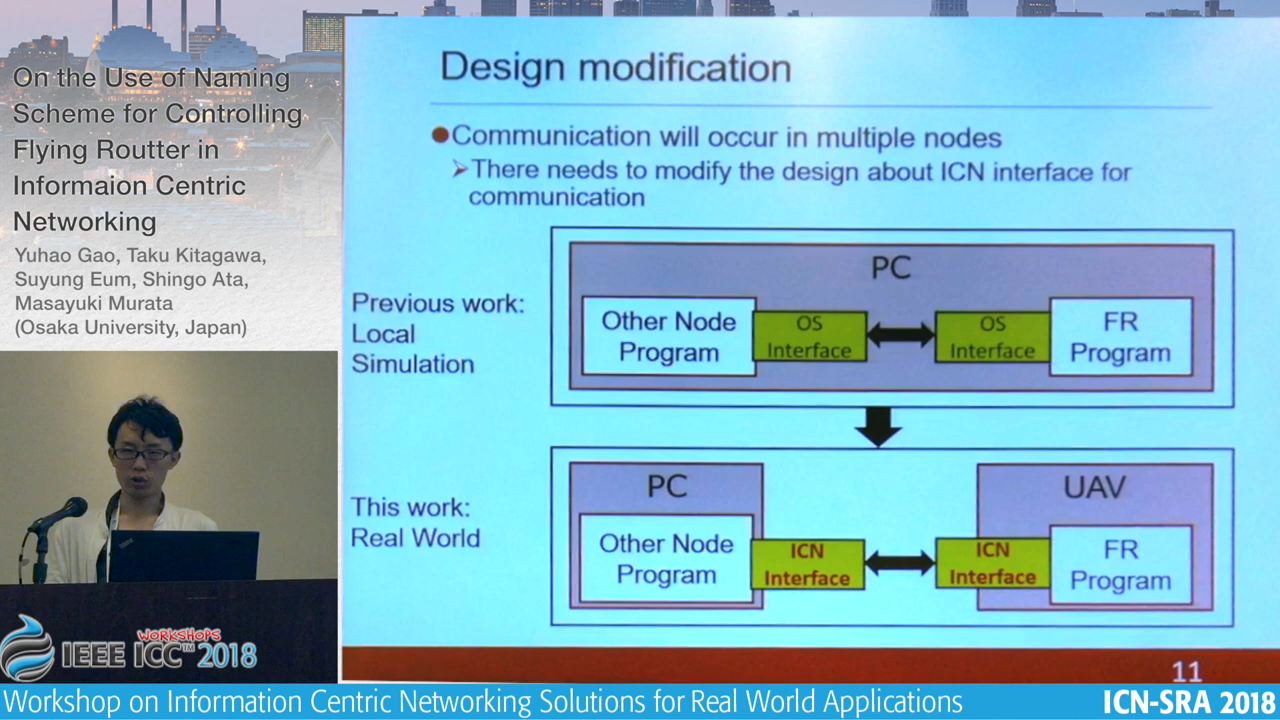 On the Use of Naming
Scheme for Controlling
Flying Routter in
Informaion Centric
Networking
Yuhao Gao, Taku Kitagawa,
Suyung Eum, Shingo Ata,
Masayuki Murata
(Osaka University, Japan)
WORKSHOPS
IEEE ICC™ 2018
Design modification
Communication will occur in multiple nodes
There needs to modify the design about ICN interface for
communication
Previous work:
Local
Simulation
PC
Other Node
Program
OS
Interface
OS
Interface
FR
Program
This work:
Real World
PC
Other Node
Program
ICN
Interface
UAV
ICN
Interface
FR
Program
11
Workshop on Information Centric Networking Solutions for Real World Applications
ICN-SRA 2018